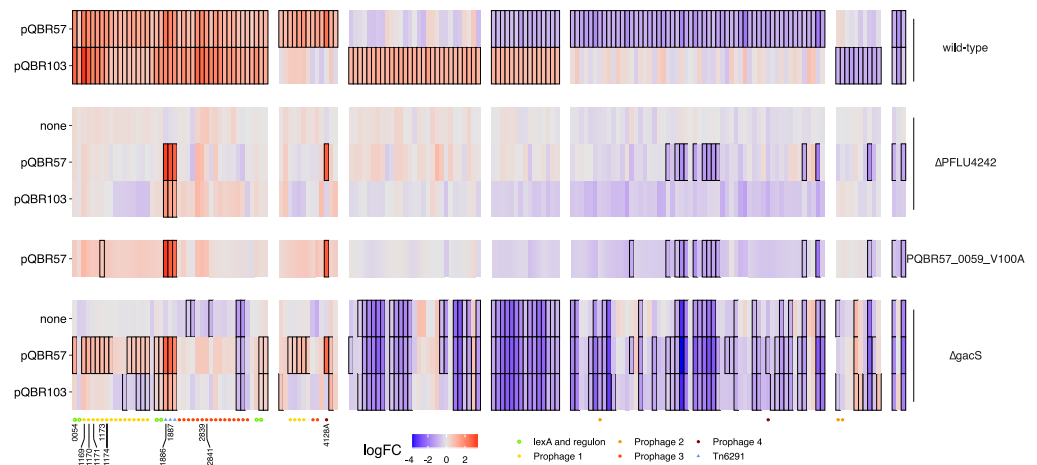 pQBR57
pQBR103
wild-type
none
pQBR57
pQBR103
ΔPFLU4242
pQBR57
PQBR57_0059_V100A
none
pQBR57
pQBR103
ΔgacS
0054
1169
1170
1171
1173
1174
1886
1887
2839
2841
4128A
logFC
-4 -2 0 2
lexA and regulon
Prophage 2
Prophage 4
Prophage 1
Prophage 3
Tn6291